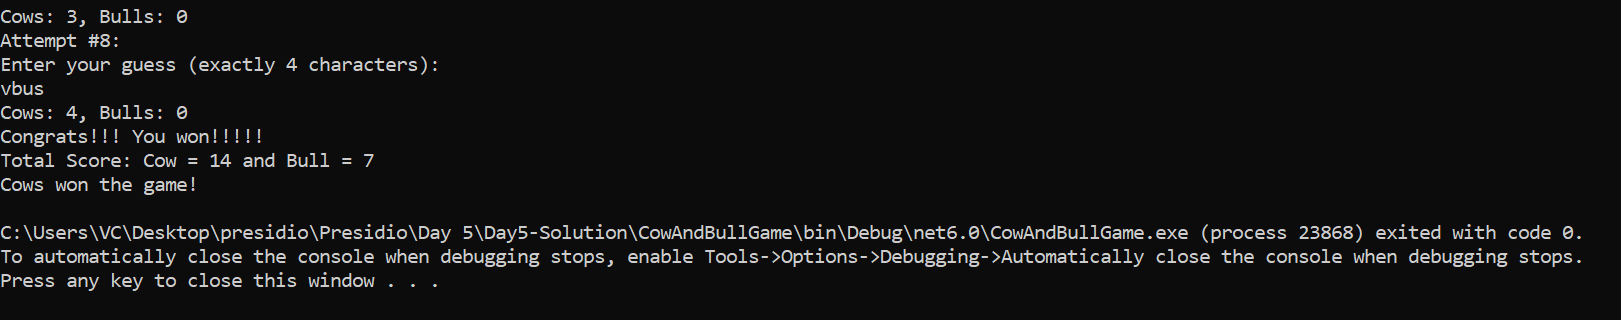 Cows: 3, Bulls: 0
Attempt #8:
Enter your guess (exactly 4 characters):
vbus
Cows: 4, Bulls: 0
Congrats!!! You won!!!!!
Total Score: Cow = 14 and Bull = 7
Cows won the game!
C:\Users\VC\Desktop\presidio\Presidio\Day 5\Day5-Solution\CowAndBullGame\bin\Debug\net6.0\CowAndBullGame.exe (process 23868) exited with code 0.
To automatically close the console when debugging stops, enable Tools->Options->Debugging->Automatically close the console when debugging stops.
Press any key to close this window . . .